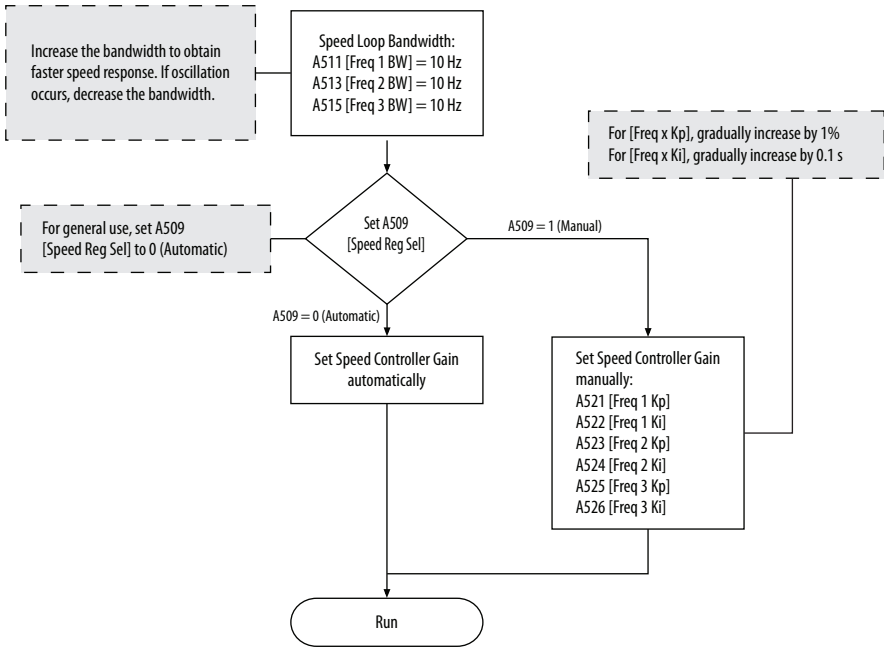 Increase the bandwidth to obtain
faster speed response. If oscillation
occurs, decrease the bandwidth.
Speed Loop Bandwidth:
A511 [Freq 1 BW] = 10 Hz
A513 [Freq 2 BW] = 10 Hz
A515 [Freq 3 BW] = 10 Hz
For [Freq x Kp], gradually increase by 1%
For [Freq x Ki], gradually increase by 0.1 s
For general use, set A509
[Speed Reg Sel] to 0 (Automatic)
Set A509
[Speed Reg Sel]
A509 = 1 (Manual)
A509 = 0 (Automatic)
Set Speed Controller Gain
automatically
Set Speed Controller Gain
manually:
A521 [Freq 1 Kp]
A522 [Freq 1 Ki]
A523 [Freq 2 Kp]
A524 [Freq 2 Ki]
A525 [Freq 3 Kp]
A526 [Freq 3 Ki]
Run